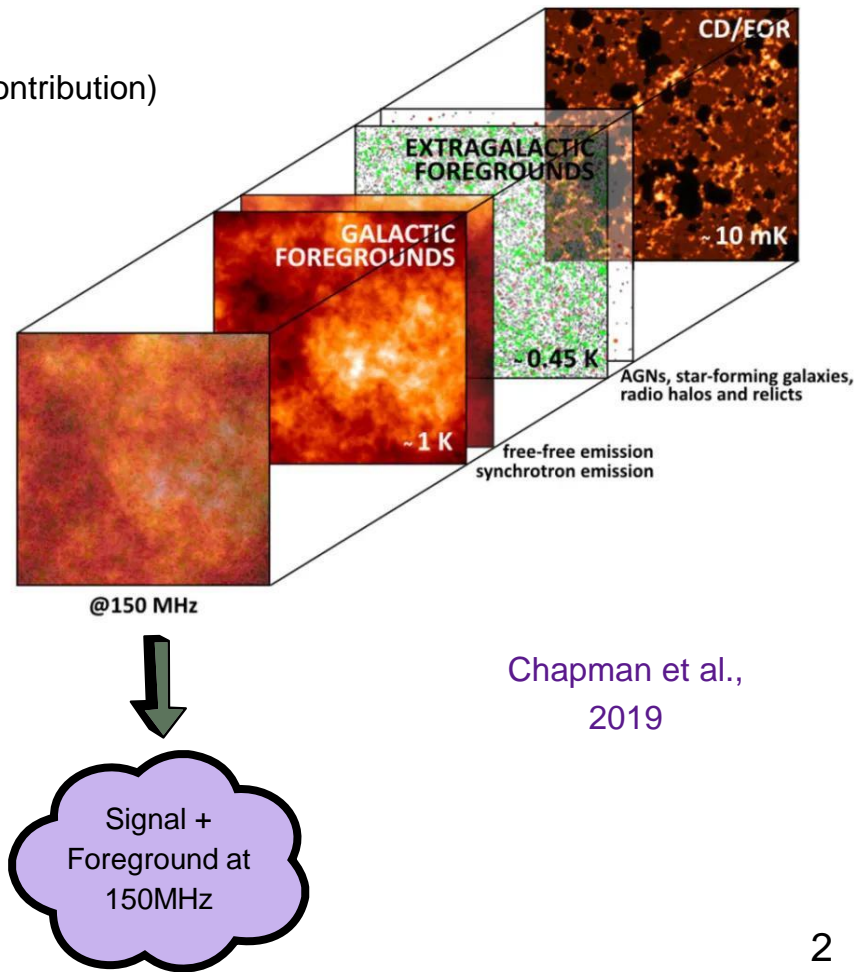 ontribution)
CD/EOR
~ 10 mK
EXTRAGALACTIC
FOREGROUNDS
~ 0.45 K
AGNs, star-forming galaxies,
radio halos and relicts
GALACTIC
FOREGROUNDS
~ 1 K
free-free emission
synchrotron emission
@150 MHz
Chapman et al.,
2019
Signal +
Foreground at
150MHz
2